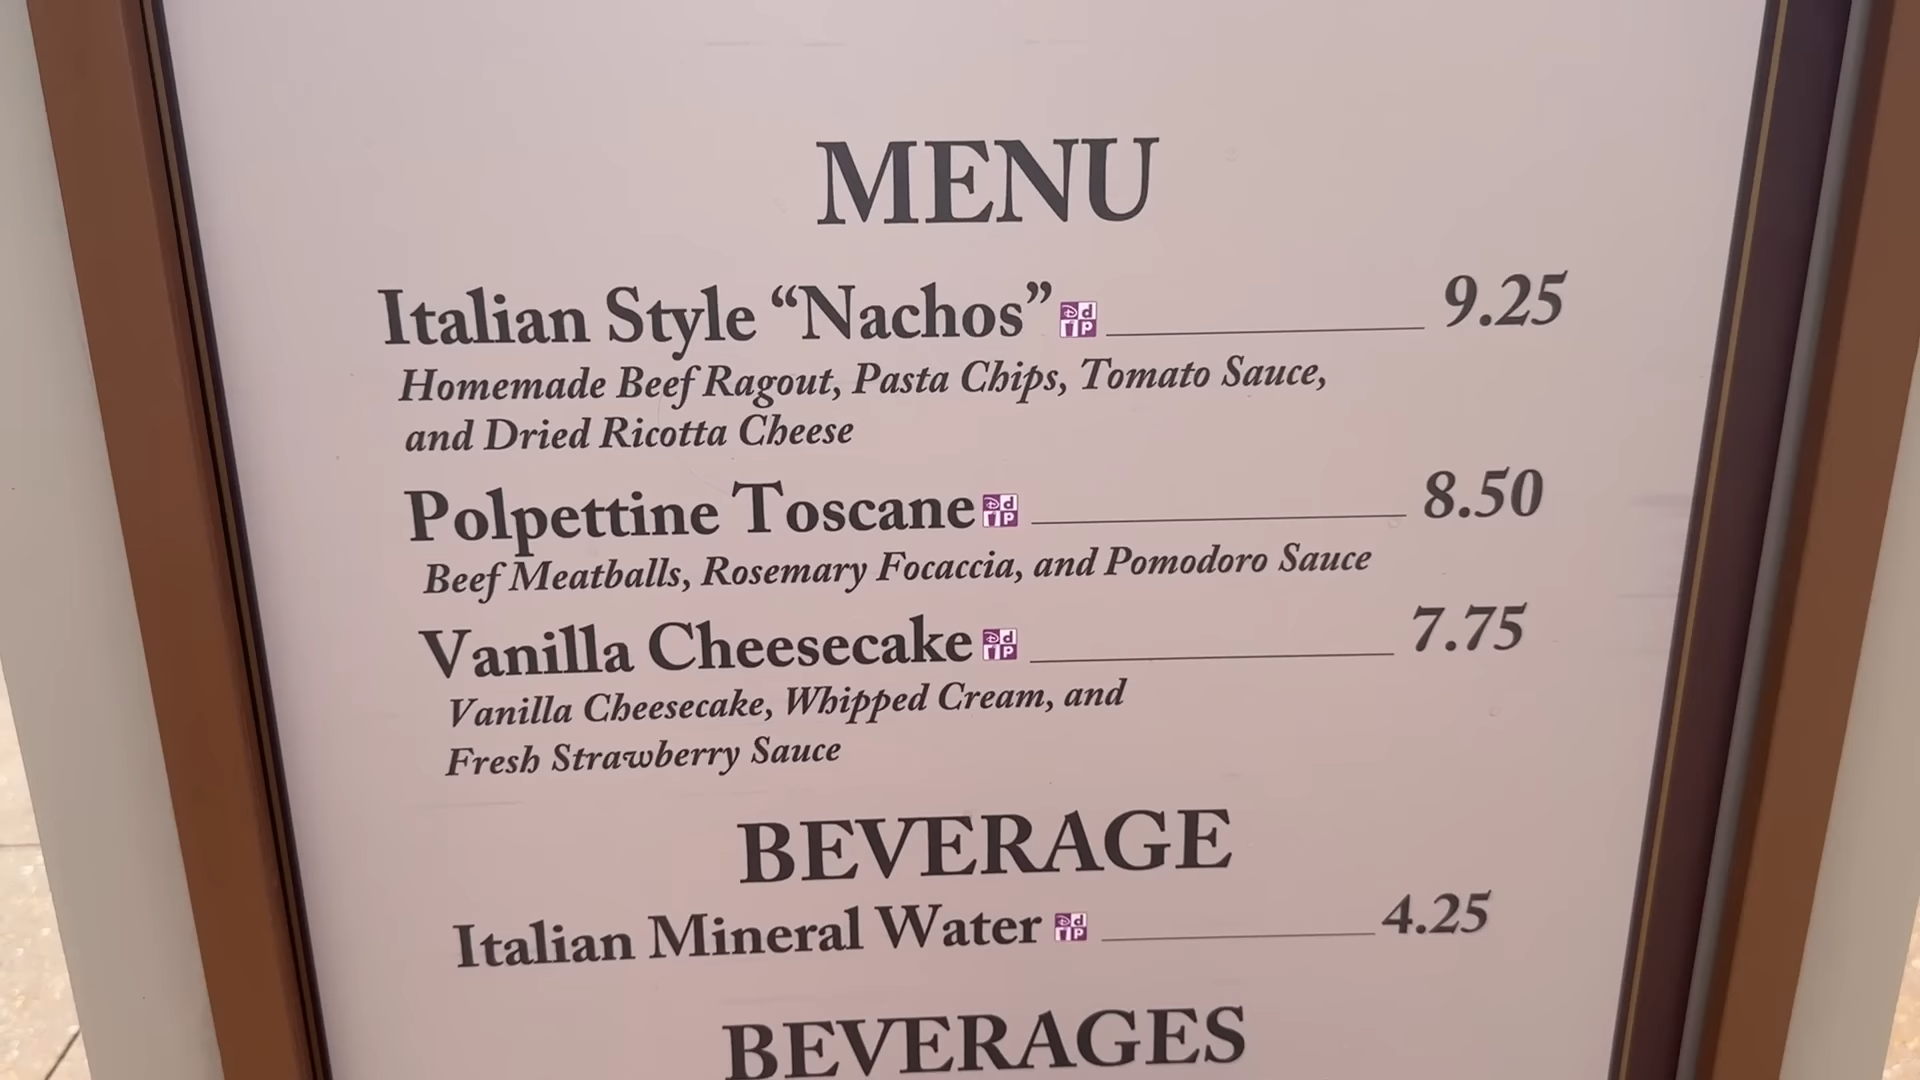 MENU
Italian Style “Nachos” 9.25
Homemade Beef Ragout, Pasta Chips, Tomato Sauce,
and Dried Ricotta Cheese
Polpettine Toscane 8.50
Beef Meatballs, Rosemary Focaccia, and Pomodoro Sauce
Vanilla Cheesecake 7.75
Vanilla Cheesecake, Whipped Cream, and
Fresh Strawberry Sauce
BEVERAGE
Italian Mineral Water 4.25
BEVERAGES